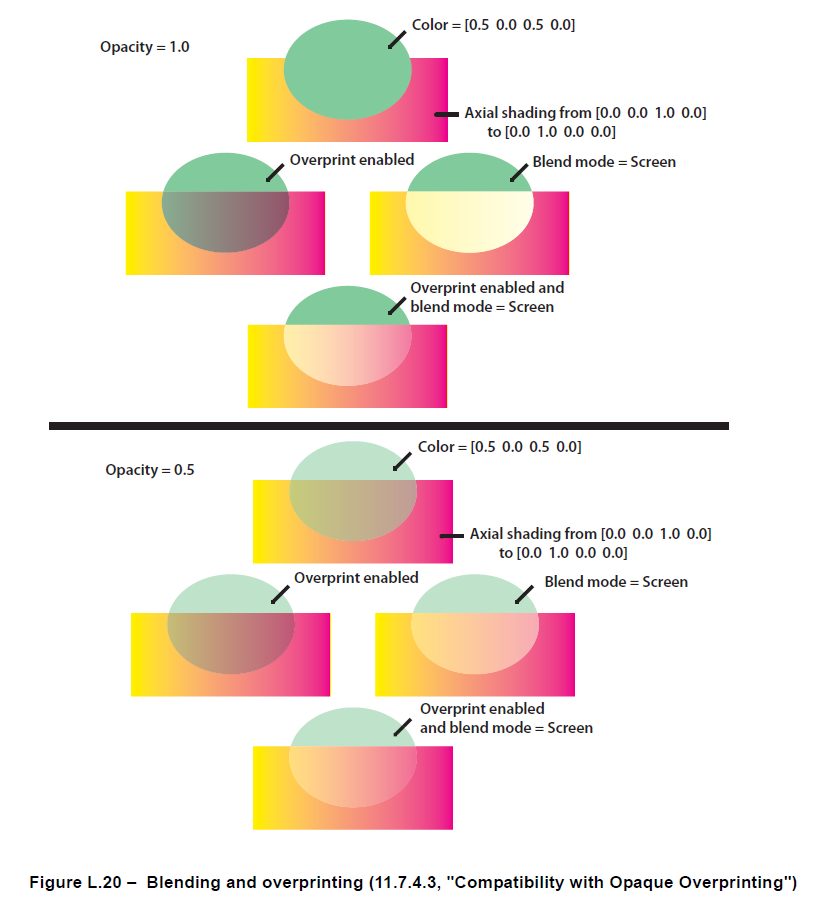 Color = [0.5 0.0 0.5 0.0]
Opacity = 1.0
Axial shading from [0.0 0.0 1.0 0.0]
to [0.0 1.0 0.0 0.0]
Overprint enabled
Blend mode = Screen
Overprint enabled and
blend mode = Screen
Color = [0.5 0.0 0.5 0.0]
Opacity = 0.5
Axial shading from [0.0 0.0 1.0 0.0]
to [0.0 1.0 0.0 0.0]
Overprint enabled
Blend mode = Screen
Overprint enabled
and blend mode = Screen
Figure L.20 – Blending and overprinting (11.7.4.3, "Compatibility with Opaque Overprinting")